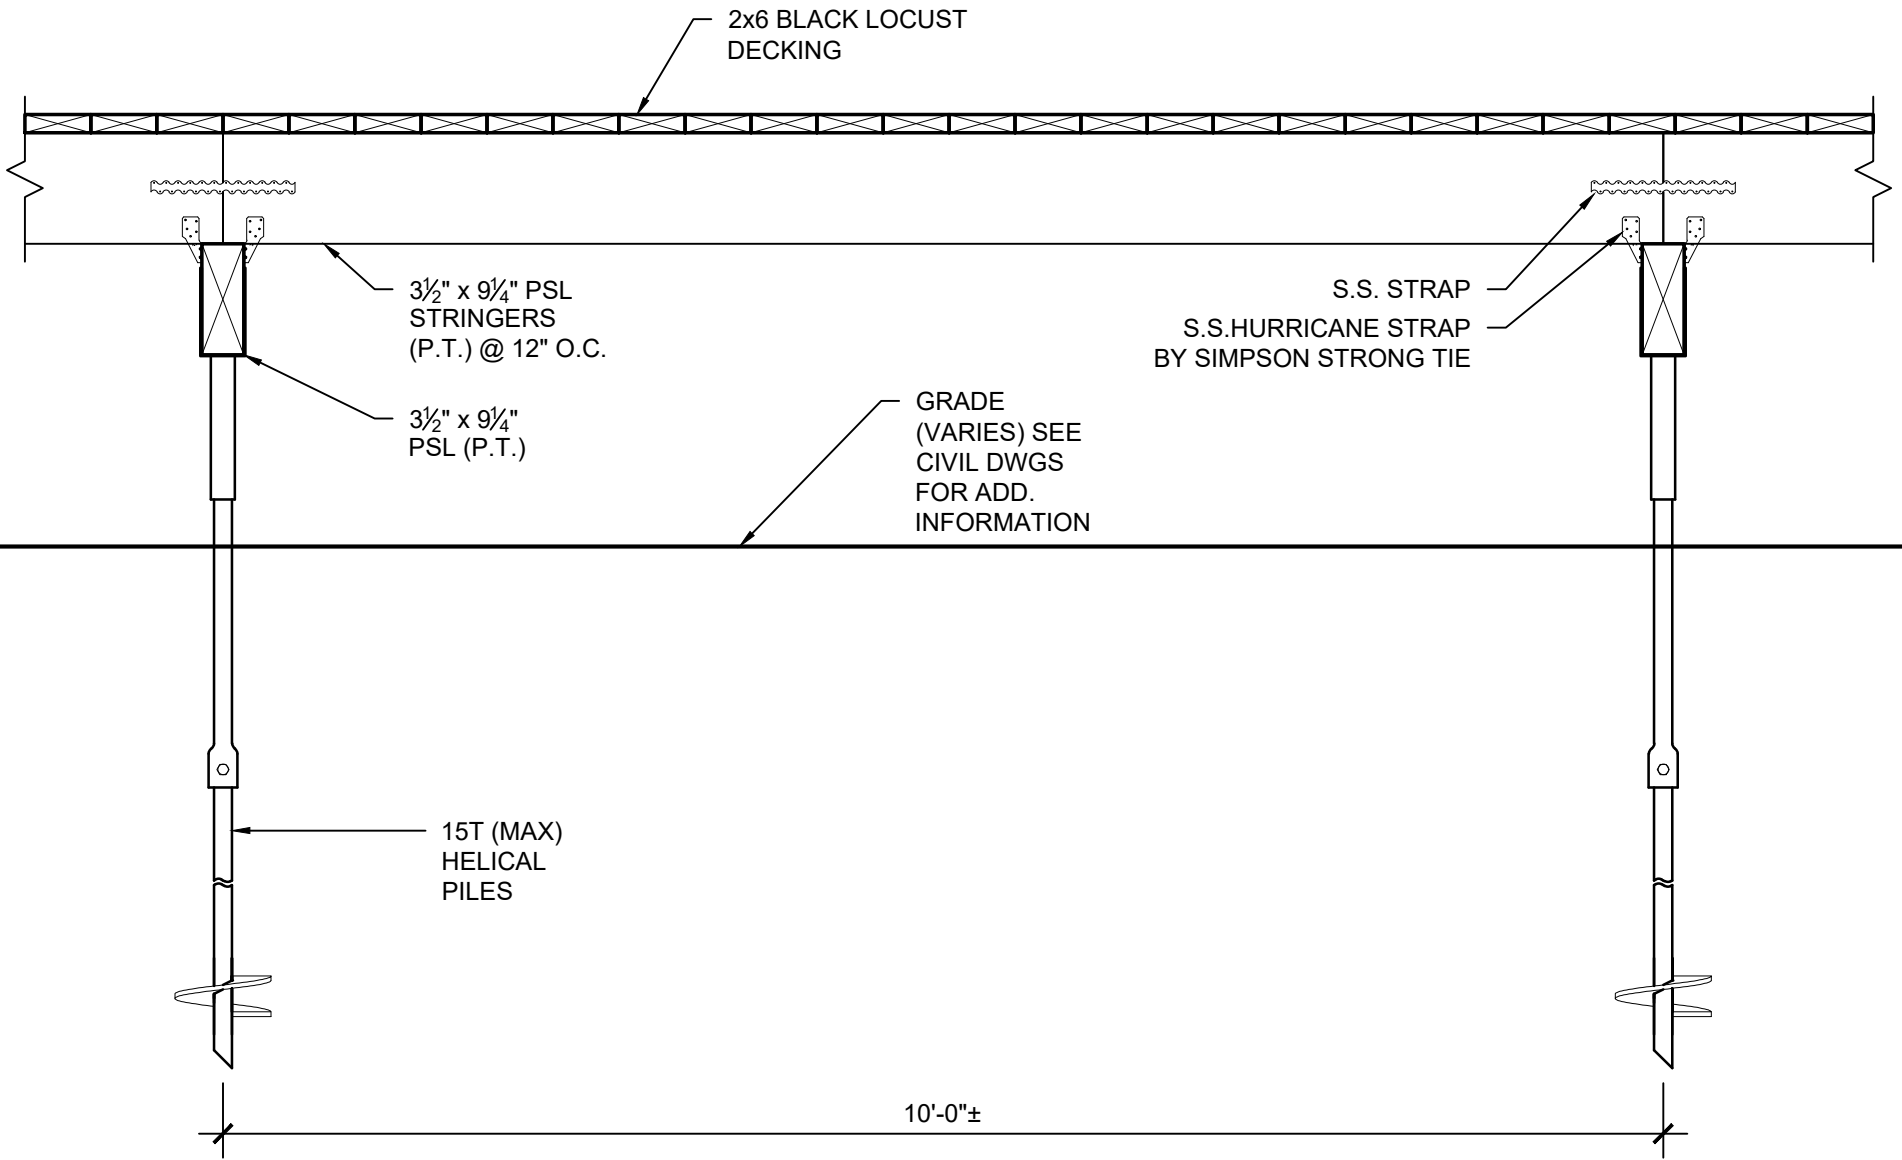 2x6 BLACK LOCUST
DECKING
3½" x 9¼" PSL
STRINGERS
(P.T.) @ 12" O.C.
3½" x 9¼"
PSL (P.T.)
S.S. STRAP
S.S.HURRICANE STRAP
BY SIMPSON STRONG TIE
GRADE
(VARIES) SEE
CIVIL DWGS
FOR ADD.
INFORMATION
15T (MAX)
HELICAL
PILES
10'-0"±